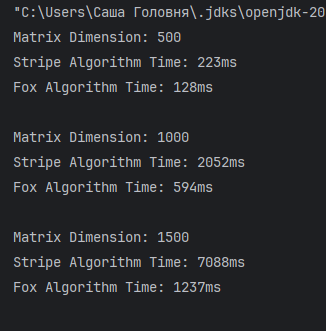 "C:\Users\Саша Головня\.jdks\openjdk-20
Matrix Dimension: 500
Stripe Algorithm Time: 223ms
Fox Algorithm Time: 128ms
Matrix Dimension: 1000
Stripe Algorithm Time: 2052ms
Fox Algorithm Time: 594ms
Matrix Dimension: 1500
Stripe Algorithm Time: 7088ms
Fox Algorithm Time: 1237ms